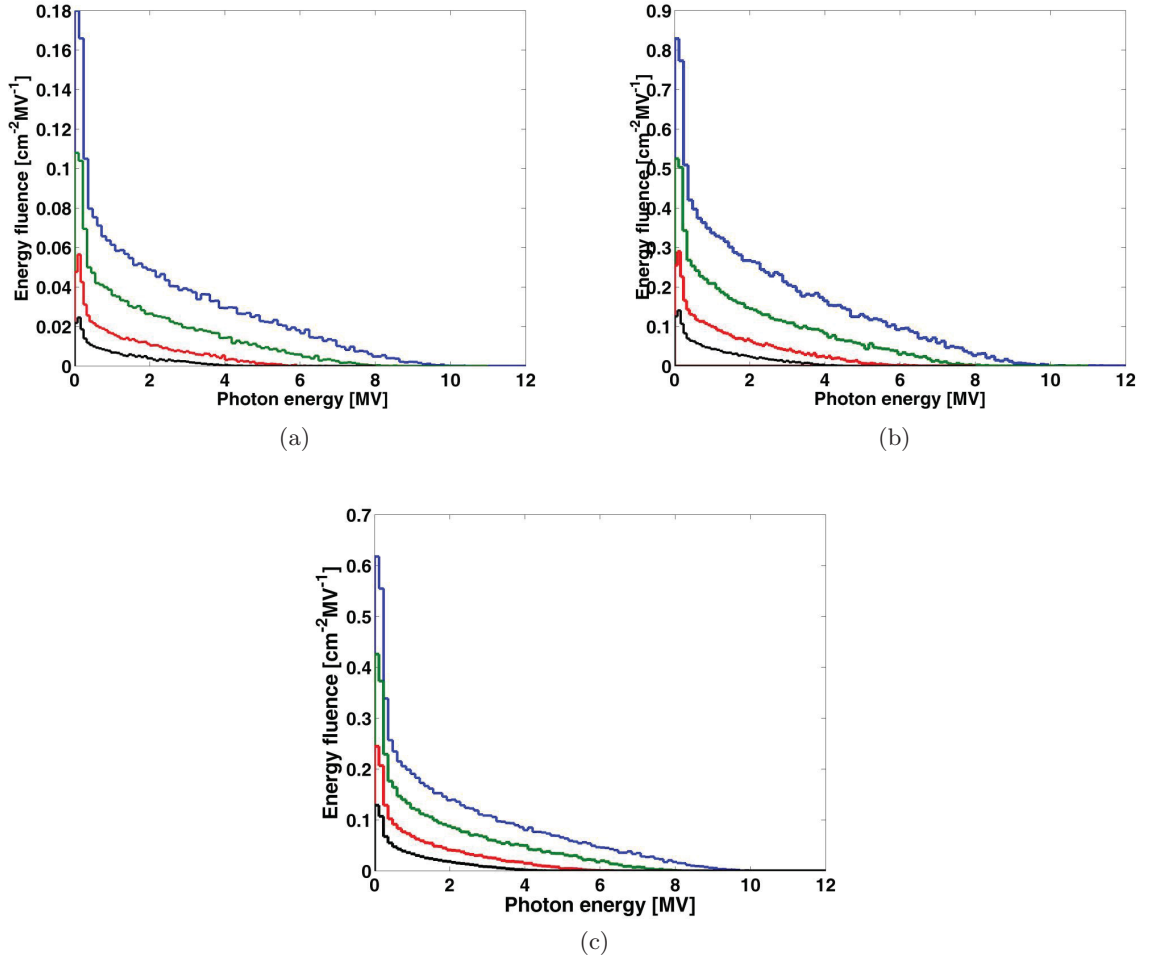 0.18
0.16
0.14
0.12
0.1
0.08
0.06
0.04
0.02
0
Energy fluence [cm-2MV-1]
0 2 4 6 8 10 12
Photon energy [MV]
(a)
0.9
0.8
0.7
0.6
0.5
0.4
0.3
0.2
0.1
0
Energy fluence [cm-2MV-1]
0 2 4 6 8 10 12
Photon energy [MV]
(b)
0.7
0.6
0.5
0.4
0.3
0.2
0.1
0
Energy fluence [cm-2MV-1]
0 2 4 6 8 10 12
Photon energy [MV]
(c)